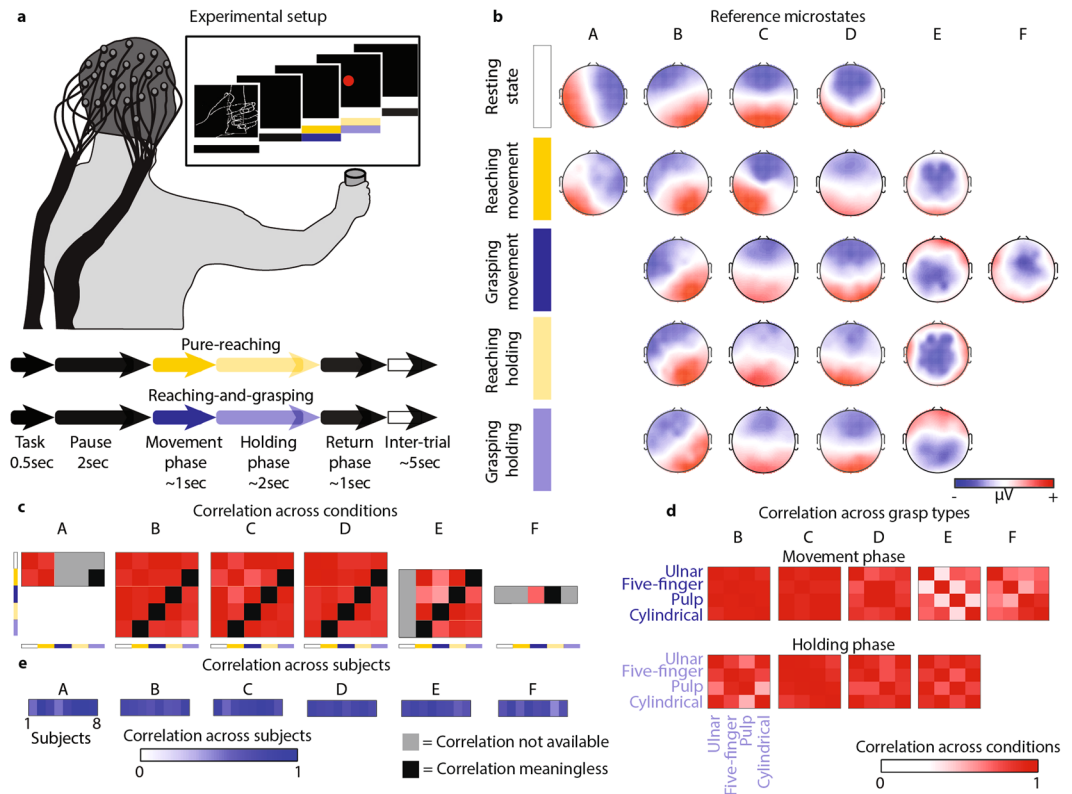 a
Experimental setup
Pure-reaching
Reaching-and-grasping
Task
0.5sec
Pause
2sec
Movement
phase
~1sec
Holding
phase
~2sec
Return
phase
~1sec
Inter-trial
~5sec
b
Reference microstates
A B C D E F
Resting
state
Reaching
movement
Grasping
movement
Reaching
holding
Grasping
holding
- μV +
c
Correlation across conditions
A B C D E F
d
Correlation across grasp types
B C D E F
Movement phase
Ulnar
Five-finger
Pulp
Cylindrical
Holding phase
Ulnar
Five-finger
Pulp
Cylindrical
Ulnar
Five-finger
Pulp
Cylindrical
Correlation across conditions
0 1
e
Correlation across subjects
A B C D E F
1 8
Subjects
Correlation across subjects
0 1
= Correlation not available
= Correlation meaningless